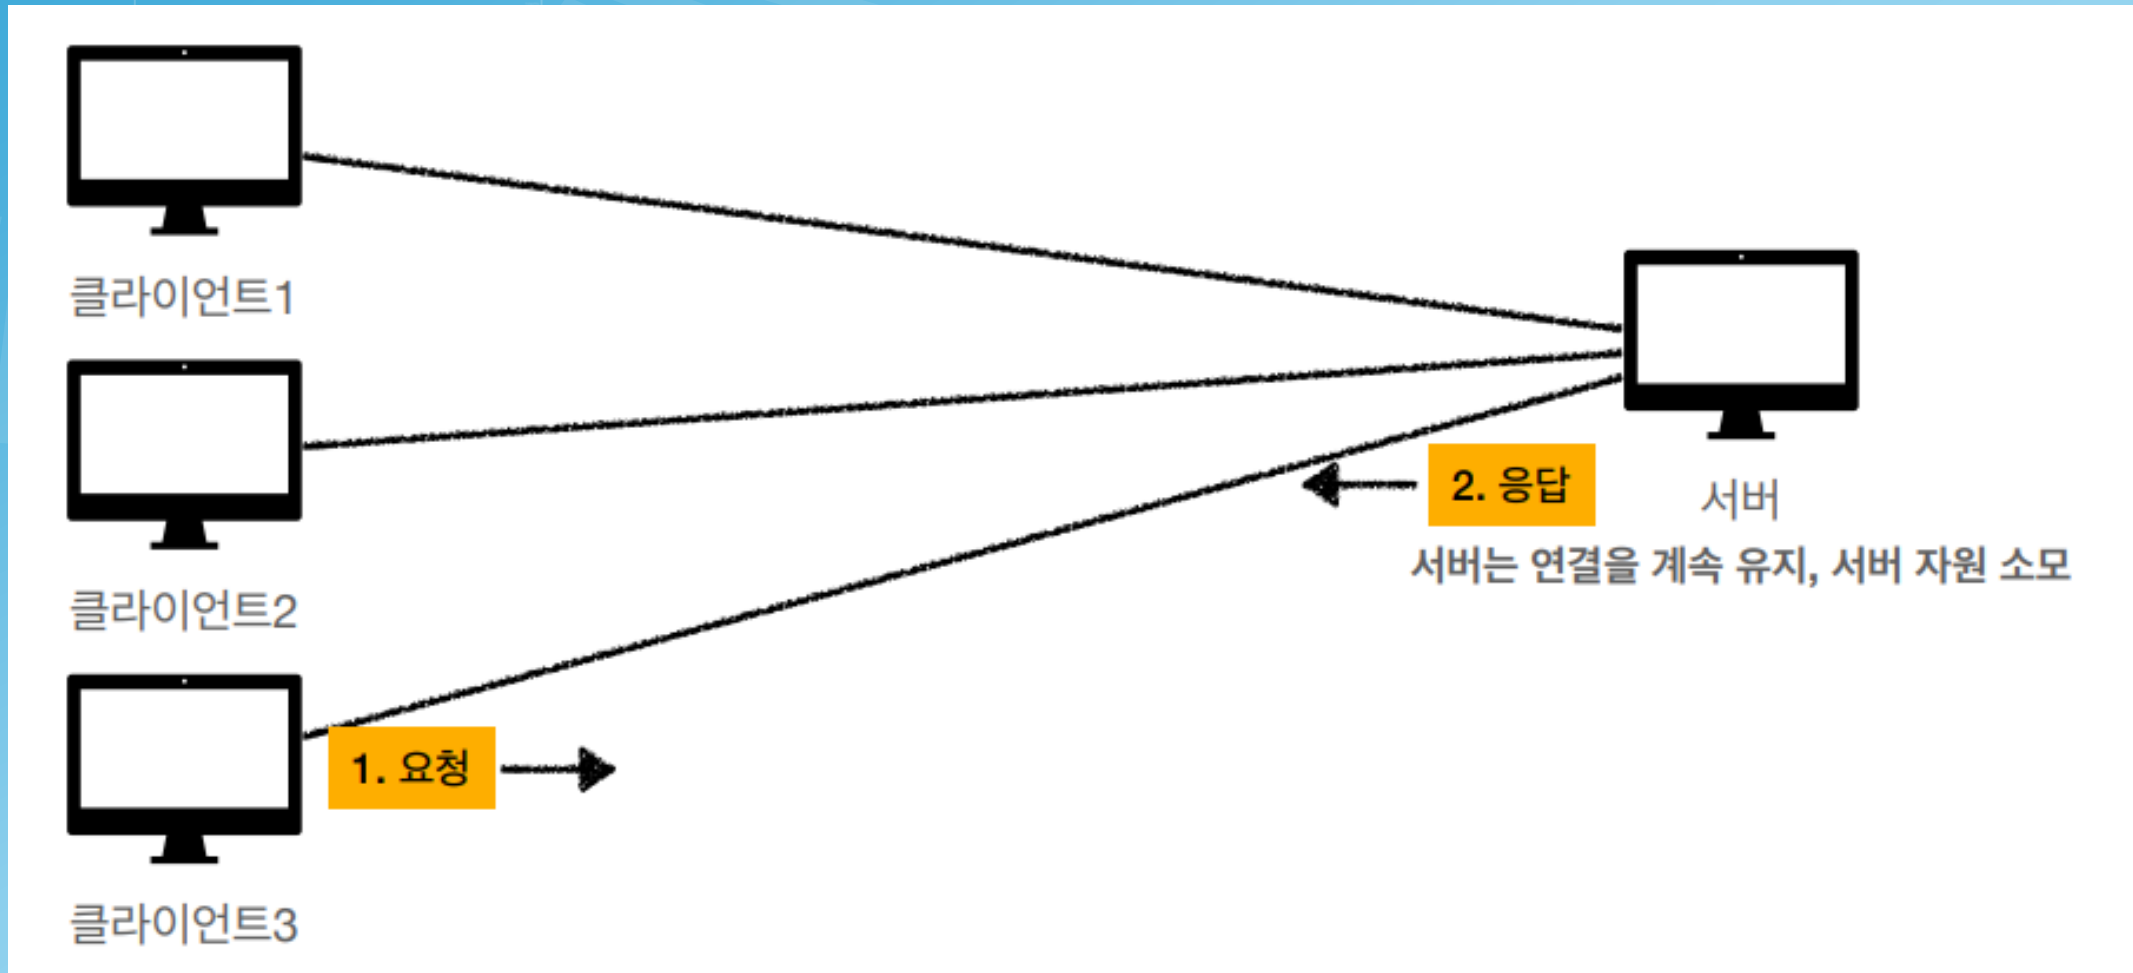 클라이언트1
클라이언트2
2. 응답
서버
서버는 연결을 계속 유지, 서버 자원 소모
1. 요청
클라이언트3